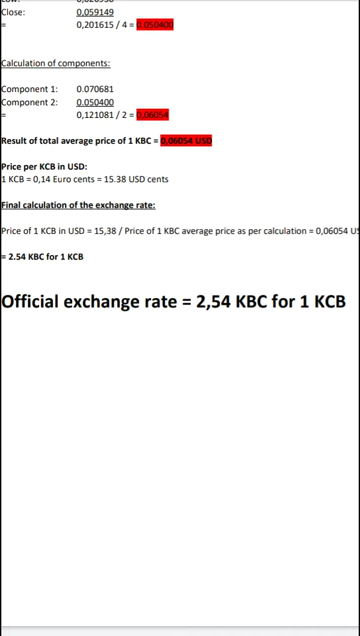 Close: 0.059149
= 0,201615 / 4 = 0.050400
Calculation of components:
Component 1: 0.070681
Component 2: 0.050400
= 0,121081 / 2 = 0,06054
Result of total average price of 1 KBC = 0,06054 USD
Price per KCB in USD:
1 KCB = 0,14 Euro cents = 15.38 USD cents
Final calculation of the exchange rate:
Price of 1 KCB in USD = 15,38 / Price of 1 KBC average price as per calculation = 0,06054 US
= 2.54 KBC for 1 KCB
Official exchange rate = 2,54 KBC for 1 KCB